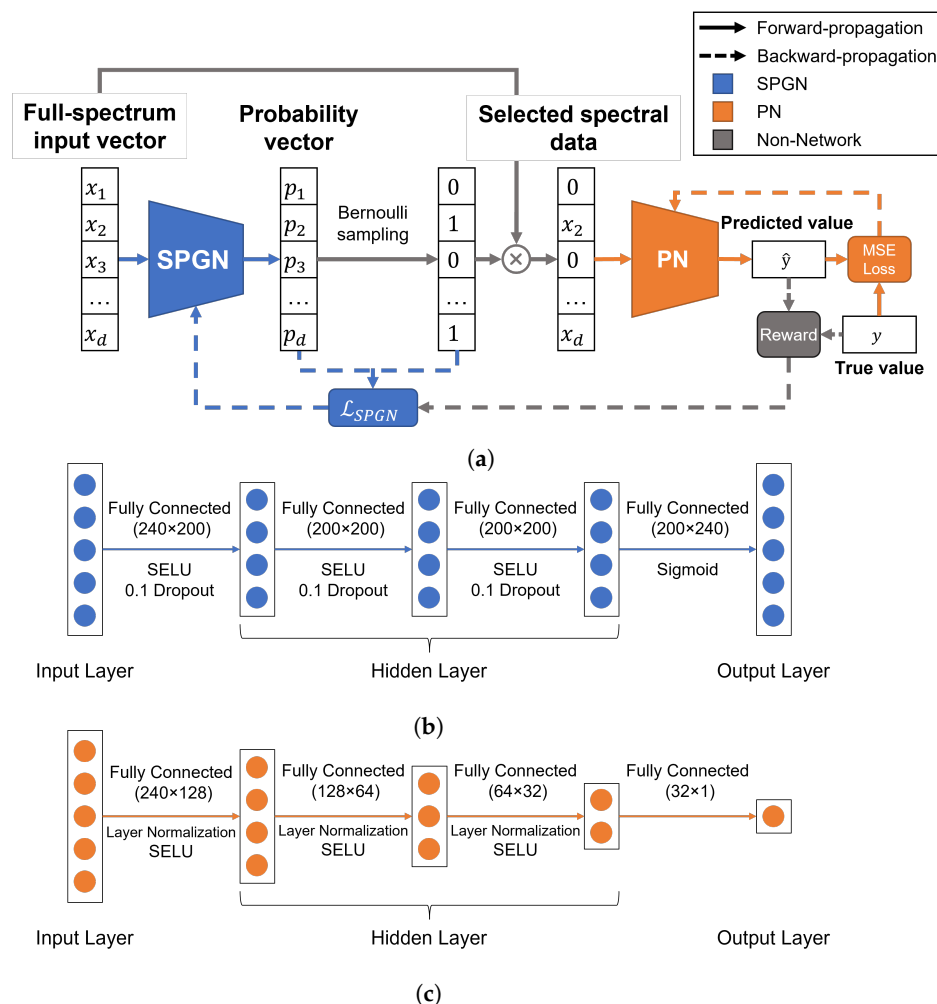 Forward-propagation
Backward-propagation
SPGN
PN
Non-Network
Full-spectrum
input vector
Probability
vector
Selected spectral
data
x₁
x₂
x₃
...
x_d
SPGN
p₁
p₂
p₃
...
p_d
Bernoulli
sampling
0
1
0
...
1
×
0
x₂
0
...
x_d
PN
Predicted value
ŷ
MSE
Loss
Reward
y
True value
ℒ_SPGN
(a)
Fully Connected
(240×200)
SELU
0.1 Dropout
Fully Connected
(200×200)
SELU
0.1 Dropout
Fully Connected
(200×200)
SELU
0.1 Dropout
Fully Connected
(200×240)
Sigmoid
Input Layer
Hidden Layer
Output Layer
(b)
Fully Connected
(240×128)
Layer Normalization
SELU
Fully Connected
(128×64)
Layer Normalization
SELU
Fully Connected
(64×32)
Layer Normalization
SELU
Fully Connected
(32×1)
Input Layer
Hidden Layer
Output Layer
(c)